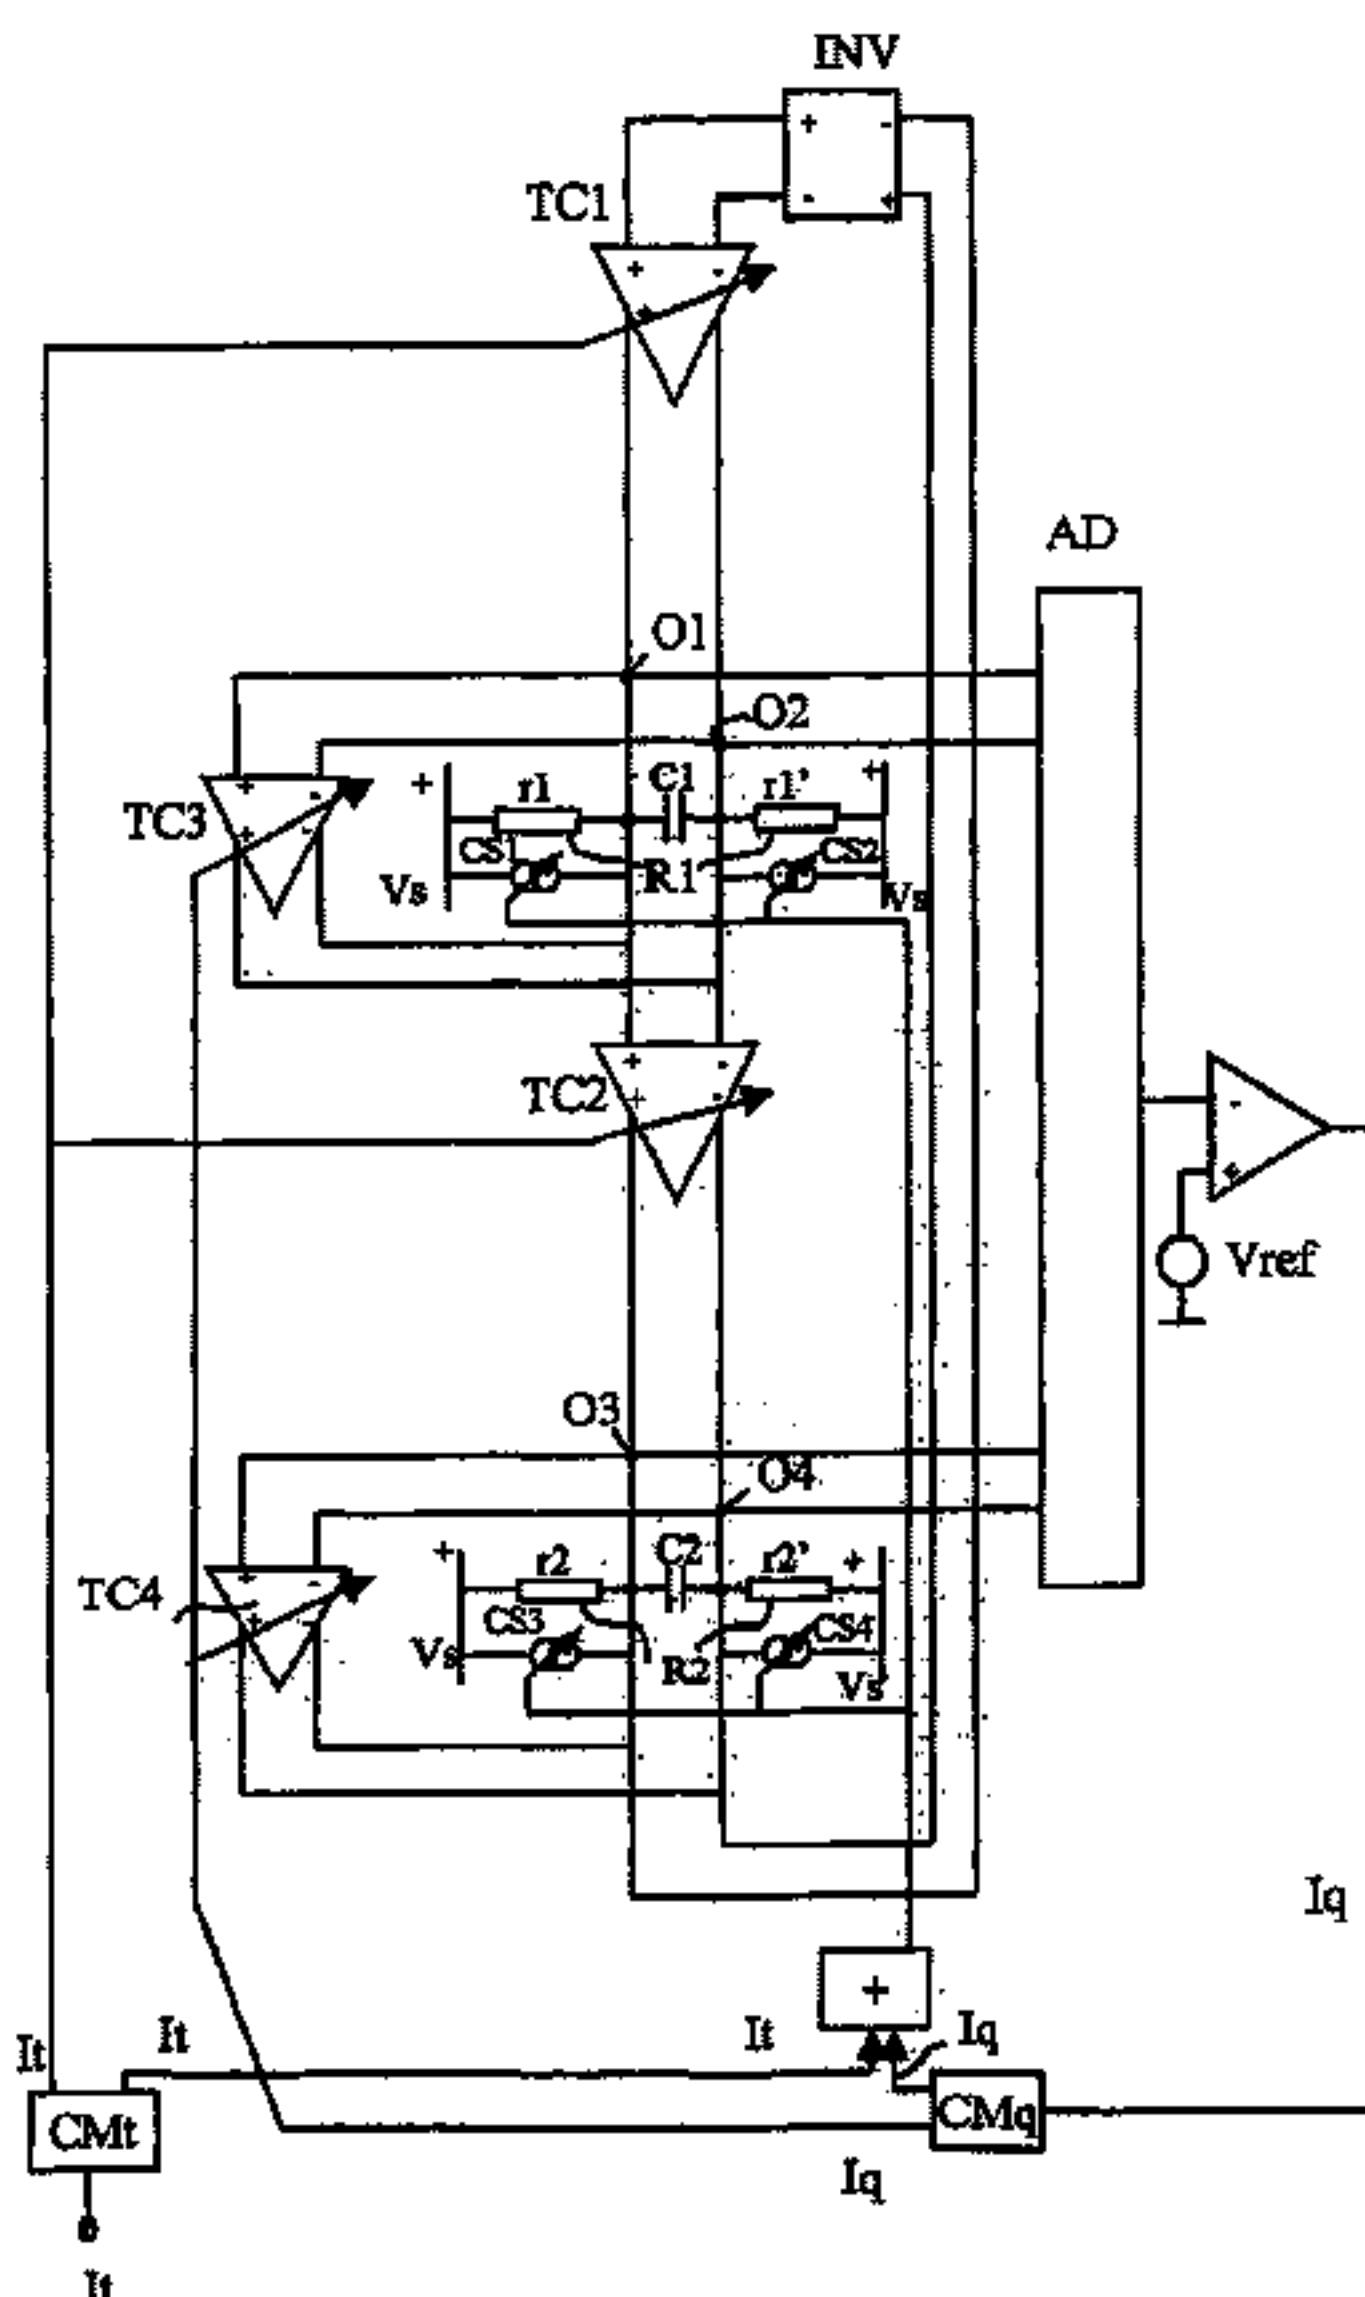 INV
+ -
- +
TC1
+ -
+
AD
O1
O2
+ r1 C1 r1' +
TC3
+ -
+ -
CS1 CS2
Vs R1 Vs
+ -
TC2
+ -
-
+
Vref
O3
O4
+ r2 C2 r2' +
TC4
+ -
+
CS3 CS4
Vs R2 Vs
Iq
+
It It It Iq
CMt CMq
Iq
It